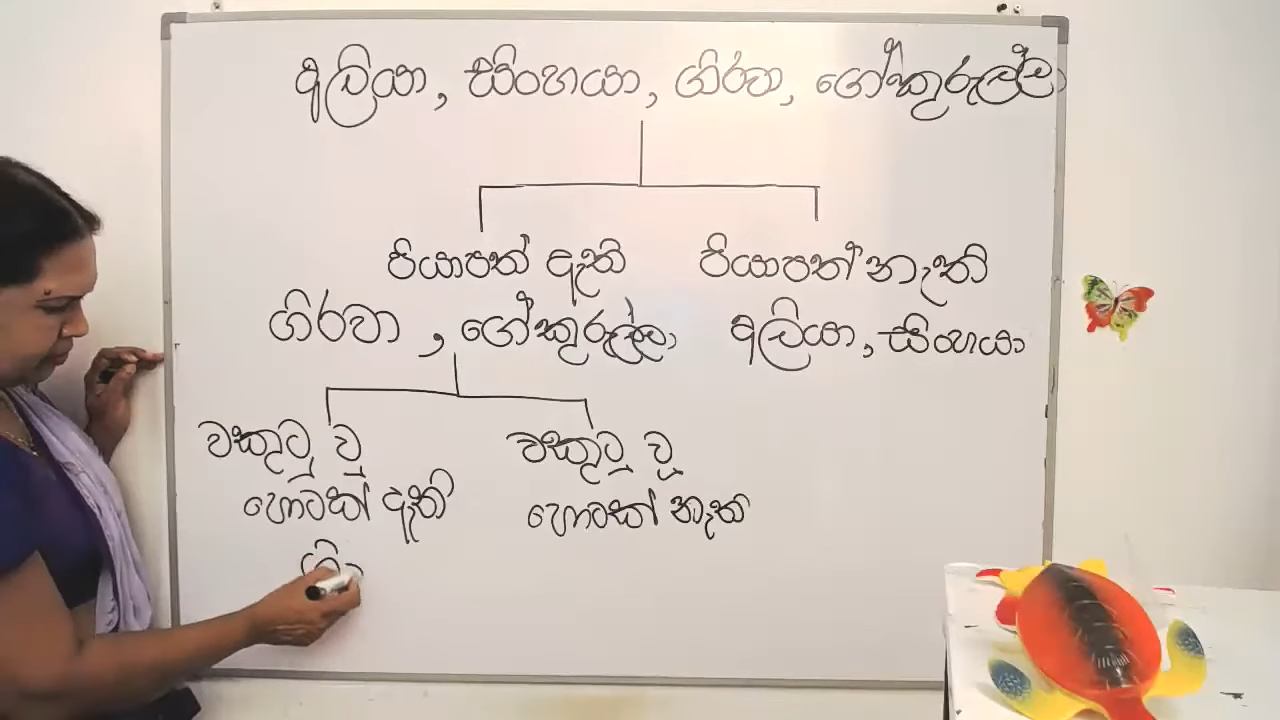 අලියා, සිංහයා, ගිරවා, ගේකුරුල්ලා
පියාපත් ඇති පියාපත් නැති
ගිරවා, ගේකුරුල්ලා අලියා, සිංහයා
වකුටු වූ වකුටු වූ
හොටක් ඇති හොටක් නැති